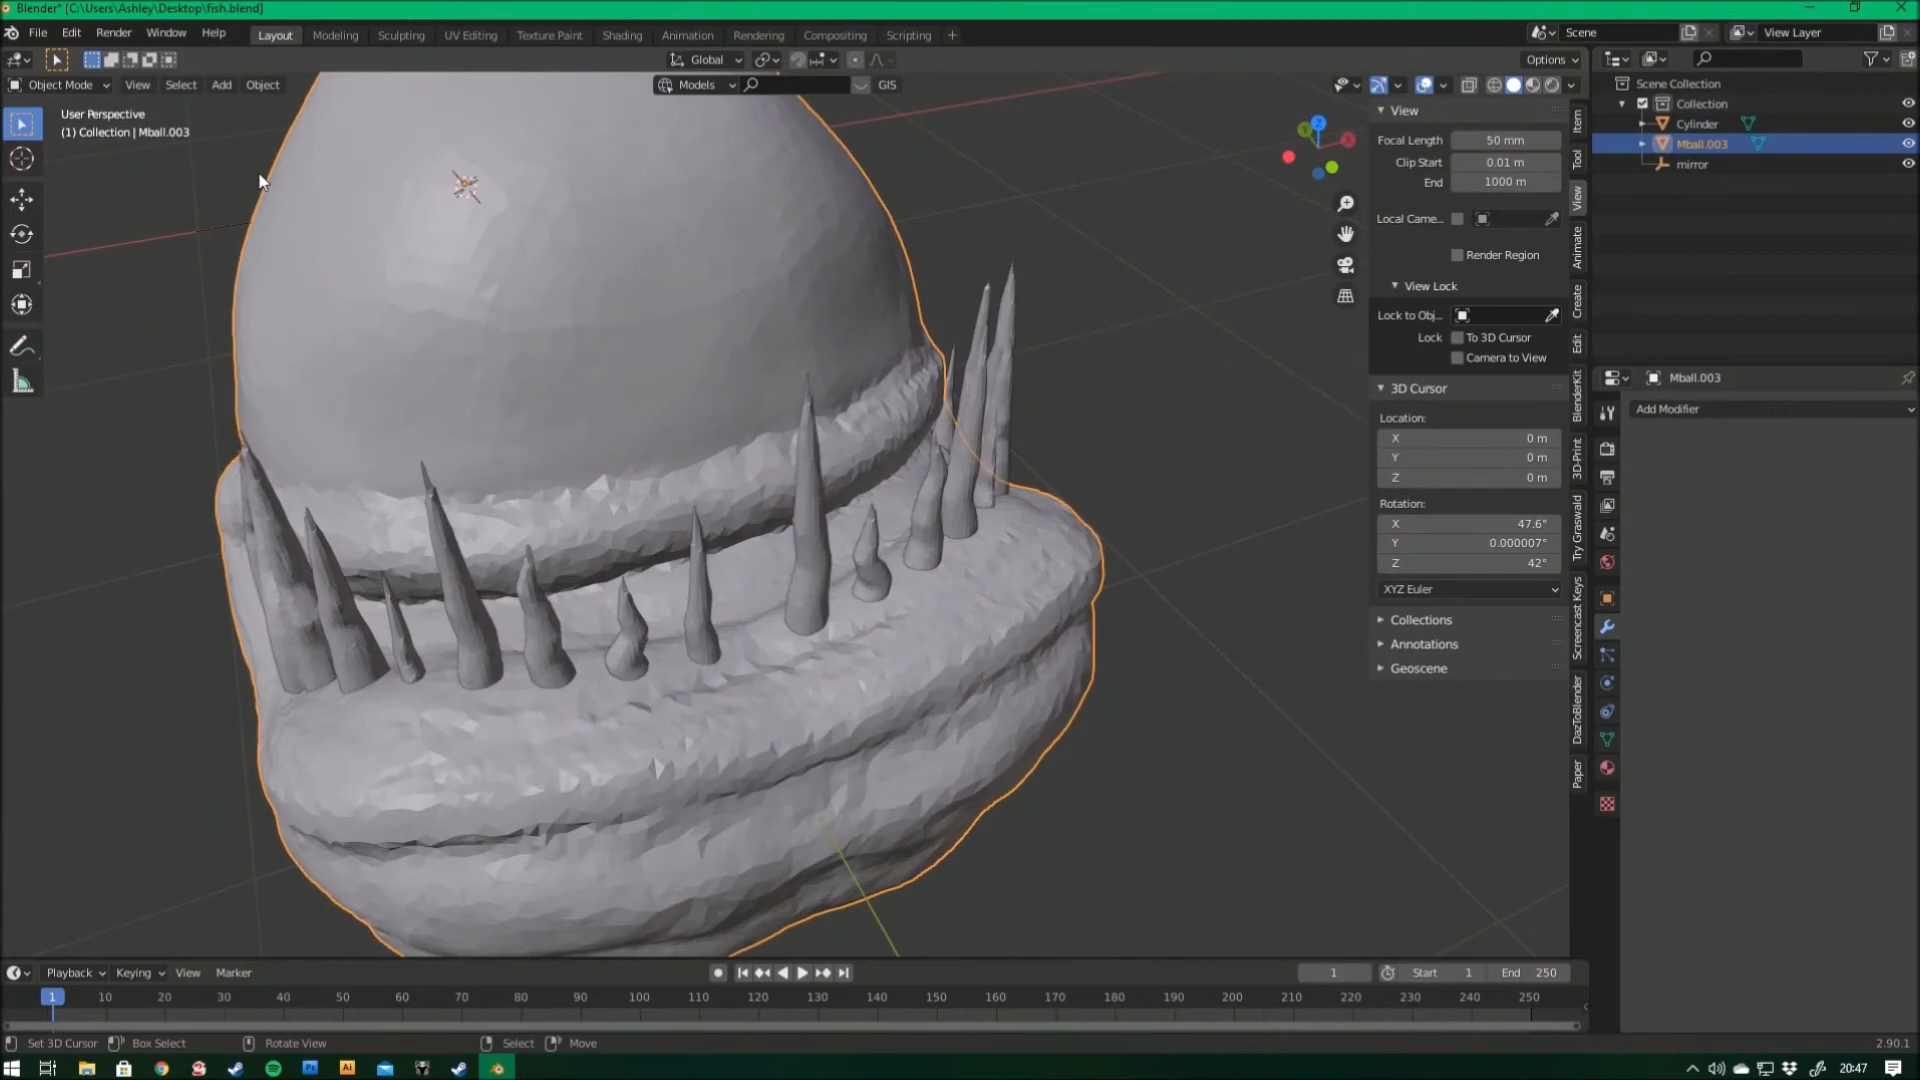 Blender* [C:\Users\Ashley\Desktop\fish.blend]
File Edit Render Window Help Layout Modeling Sculpting UV Editing Texture Paint Shading Animation Rendering Compositing Scripting + Scene View Layer
Global Options
Object Mode View Select Add Object Models GIS
User Perspective
(1) Collection | Mball.003
View
Focal Length 50 mm
Clip Start 0.01 m
End 1000 m
Local Came...
Render Region
View Lock
Lock to Obj...
Lock To 3D Cursor
Camera to View
3D Cursor
Location:
X 0 m
Y 0 m
Z 0 m
Rotation:
X 47.6°
Y 0.000007°
Z 42°
XYZ Euler
Collections
Annotations
Geoscene
Item
Tool
View
Animate
Create
Edit
BlenderKit
3D-Print
Try Graswald
Screencast Keys
DazToBlender
Paper
Scene Collection
Collection
Cylinder
Mball.003
mirror
Mball.003
Add Modifier
Z
Y
X
Playback Keying View Marker 1 Start 1 End 250
1 10 20 30 40 50 60 70 80 90 100 110 120 130 140 150 160 170 180 190 200 210 220 230 240 250
Set 3D Cursor Box Select Rotate View Select Move 2.90.1
Ps Ai 20:47